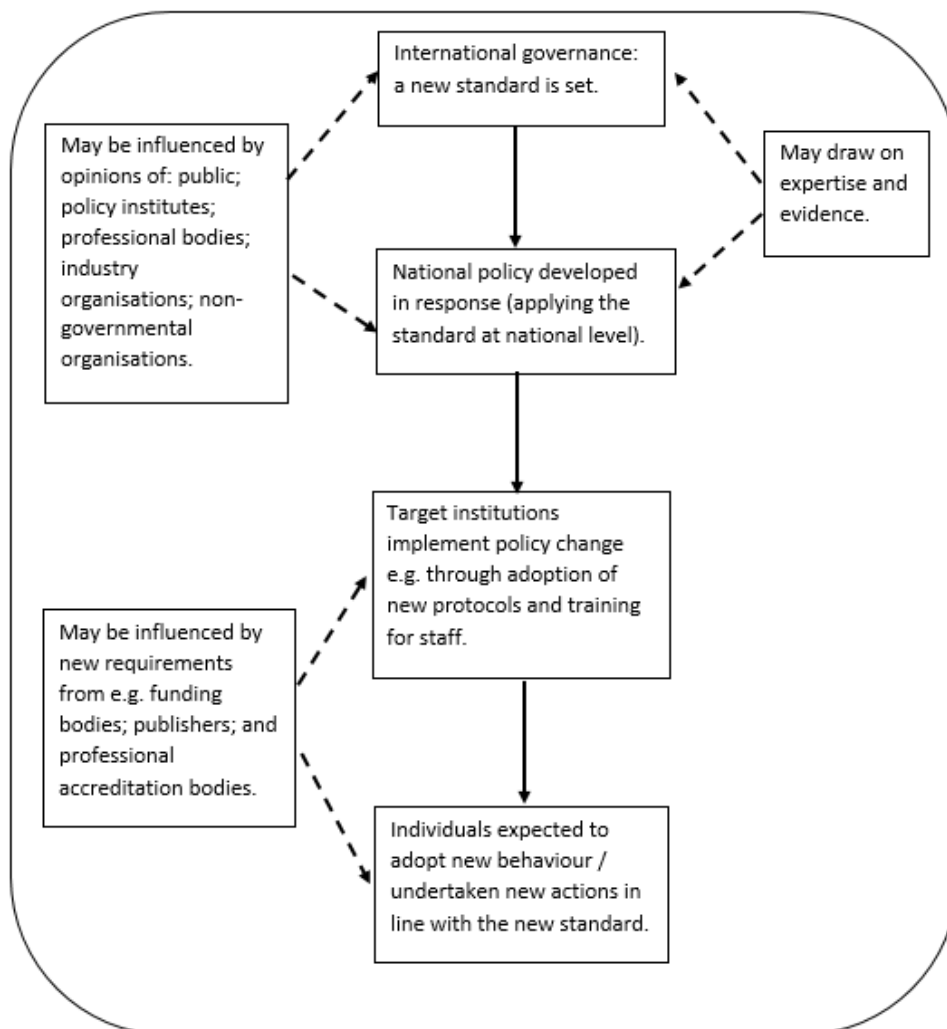 International governance:
a new standard is set.
May be influenced by
opinions of: public;
policy institutes;
professional bodies;
industry
organisations; non-
governmental
organisations.
May draw on
expertise and
evidence.
National policy developed
in response (applying the
standard at national level).
Target institutions
implement policy change
e.g. through adoption of
new protocols and training
for staff.
May be influenced by
new requirements
from e.g. funding
bodies; publishers; and
professional
accreditation bodies.
Individuals expected to
adopt new behaviour /
undertaken new actions in
line with the new standard.